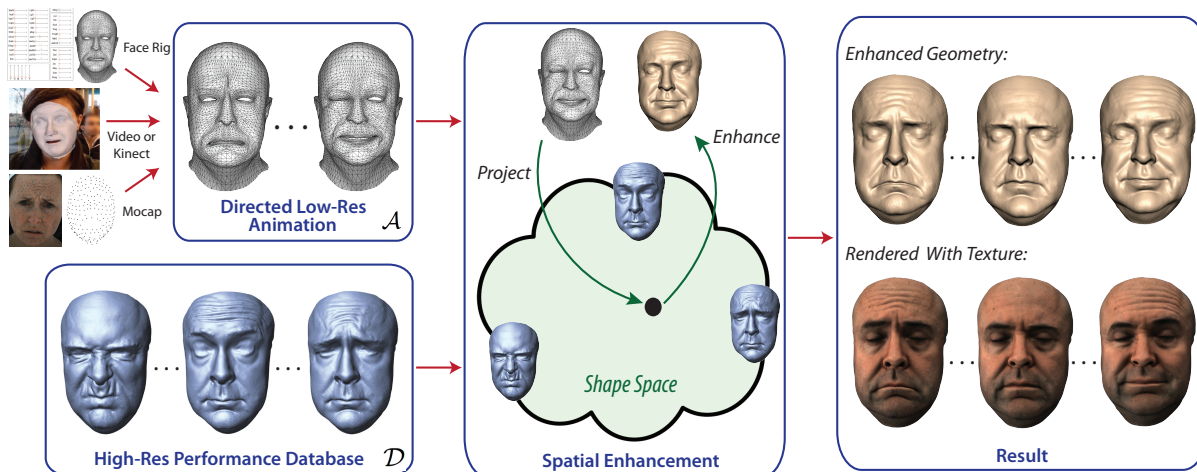 Face Rig
Video or
Kinect
Mocap
Directed Low-Res
Animation
𝒜
High-Res Performance Database
𝒟
Project
Enhance
Shape Space
Spatial Enhancement
Enhanced Geometry:
Rendered With Texture:
Result